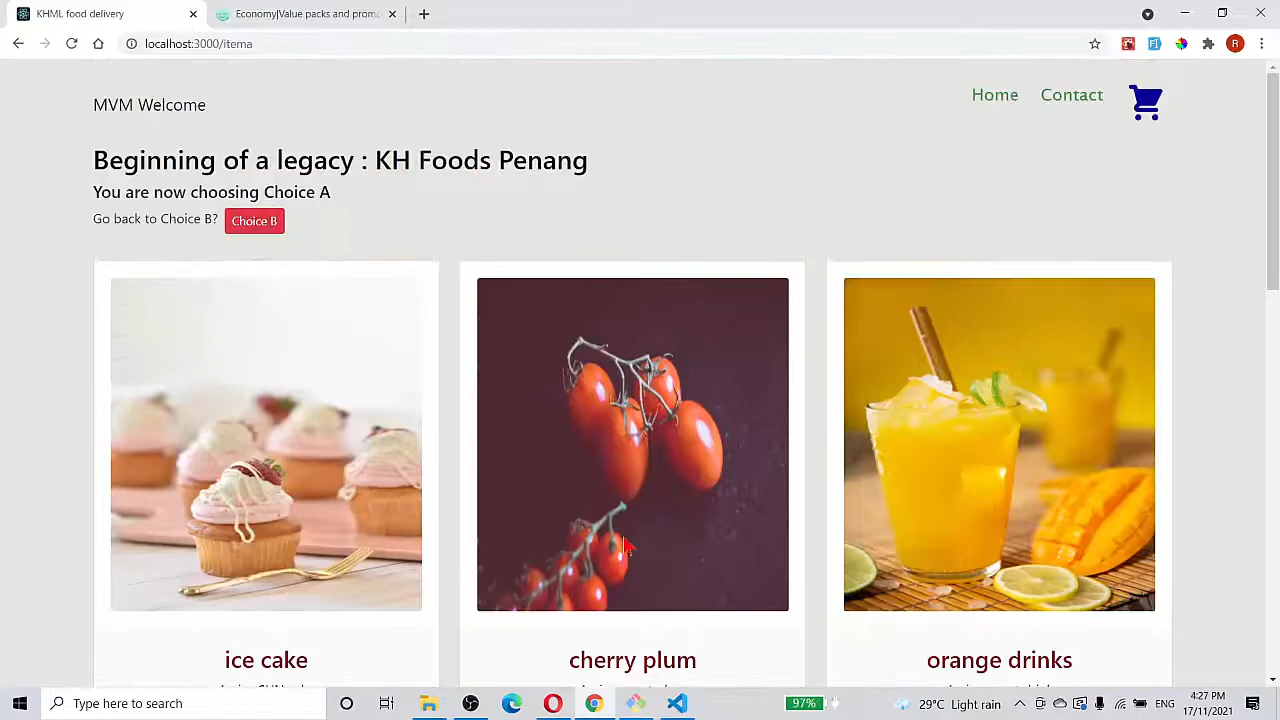 KHML food delivery
Economy|Value packs and promo
localhost:3000/itema
R
MVM Welcome
Home
Contact
Beginning of a legacy : KH Foods Penang
You are now choosing Choice A
Go back to Choice B?
Choice B
ice cake
cherry plum
orange drinks
Type here to search
97%
29°C Light rain
ENG
4:27 PM
17/11/2021